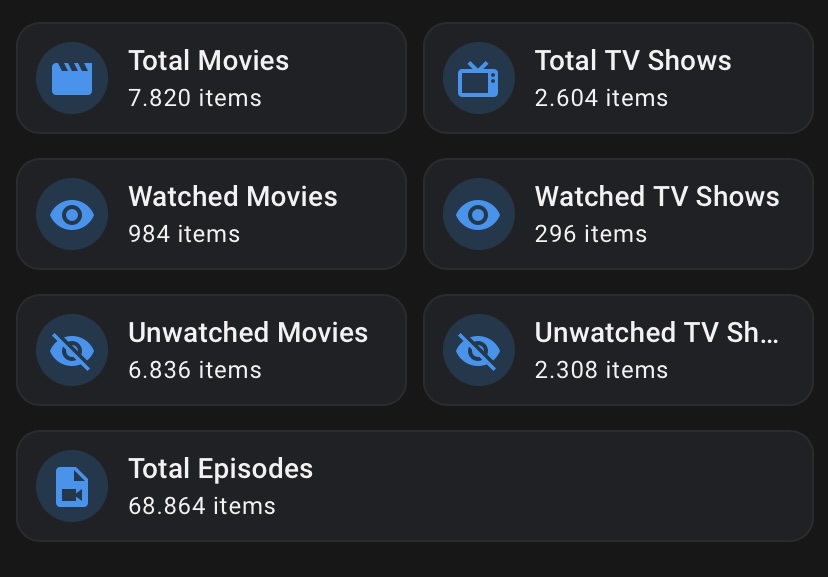 Total Movies
7.820 items
Total TV Shows
2.604 items
Watched Movies
984 items
Watched TV Shows
296 items
Unwatched Movies
6.836 items
Unwatched TV Sh...
2.308 items
Total Episodes
68.864 items